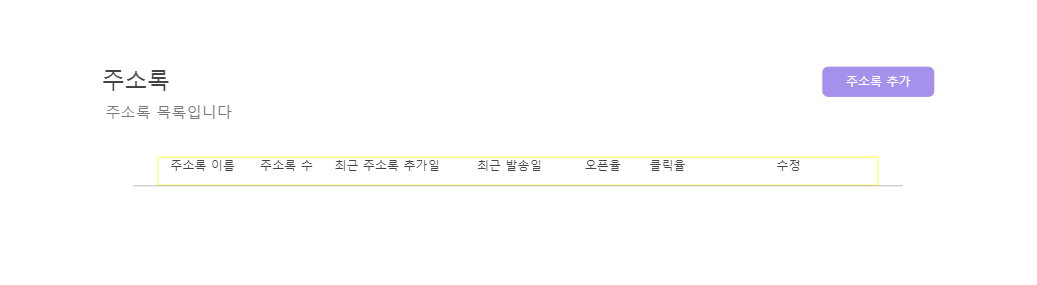 주소록
주소록 추가
주소록 목록입니다
주소록 이름 주소록 수 최근 주소록 추가일 최근 발송일 오픈율 클릭율 수정